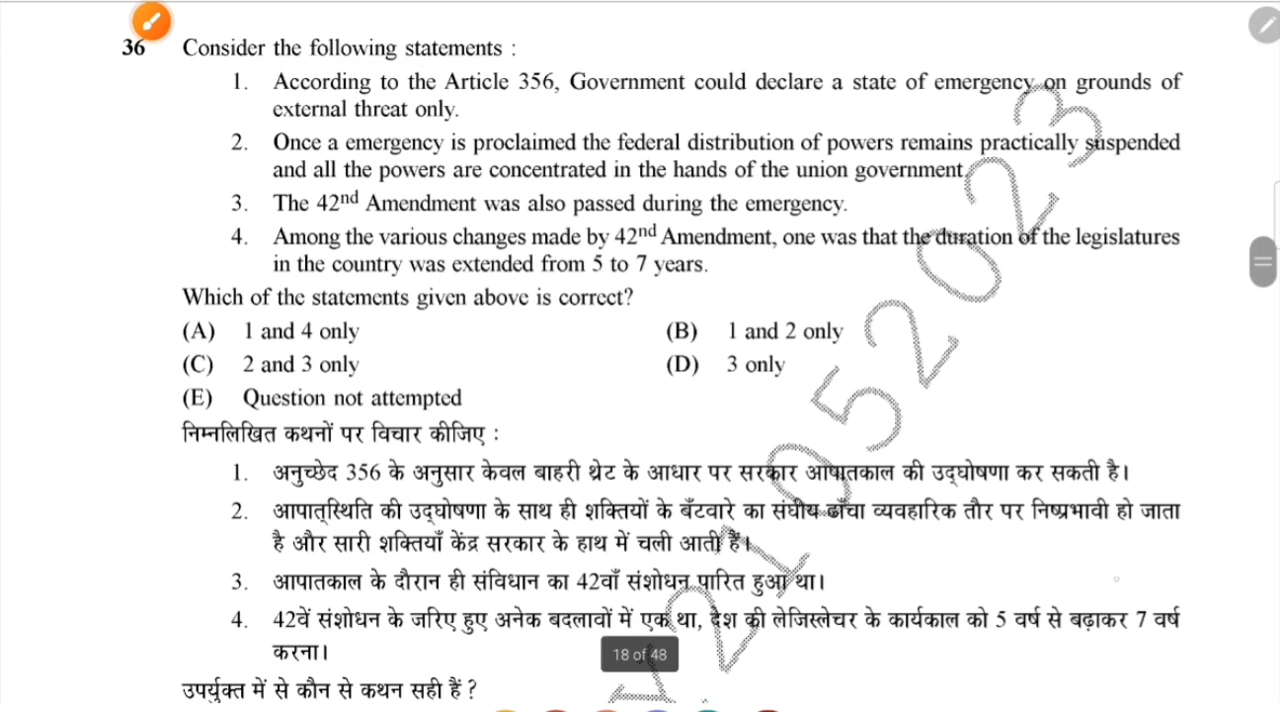 36 Consider the following statements :
1. According to the Article 356, Government could declare a state of emergency on grounds of
external threat only.
2. Once a emergency is proclaimed the federal distribution of powers remains practically suspended
and all the powers are concentrated in the hands of the union government.
3. The 42nd Amendment was also passed during the emergency.
4. Among the various changes made by 42nd Amendment, one was that the duration of the legislatures
in the country was extended from 5 to 7 years.
Which of the statements given above is correct?
(A) 1 and 4 only (B) 1 and 2 only
(C) 2 and 3 only (D) 3 only
(E) Question not attempted
निम्नलिखित कथनों पर विचार कीजिए :
1. अनुच्छेद 356 के अनुसार केवल बाहरी थ्रेट के आधार पर सरकार आपातकाल की उद्घोषणा कर सकती है।
2. आपात्स्थिति की उद्घोषणा के साथ ही शक्तियों के बँटवारे का संघीय ढाँचा व्यवहारिक तौर पर निष्प्रभावी हो जाता
है और सारी शक्तियाँ केंद्र सरकार के हाथ में चली आती हैं।
3. आपातकाल के दौरान ही संविधान का 42वाँ संशोधन पारित हुआ था।
4. 42वें संशोधन के जरिए हुए अनेक बदलावों में एक था, देश की लेजिस्लेचर के कार्यकाल को 5 वर्ष से बढ़ाकर 7 वर्ष
करना।
18 of 48
उपर्युक्त में से कौन से कथन सही हैं ?